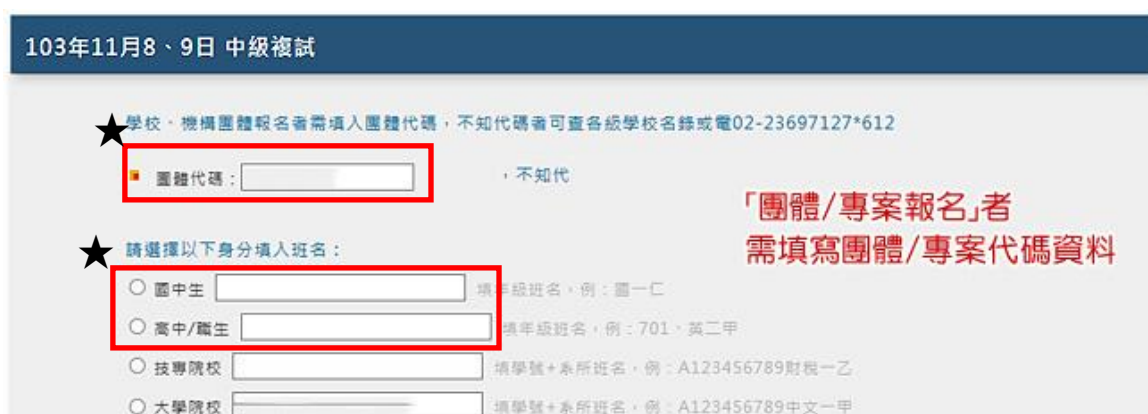 103年11月8、9日 中級複試
學校、機構團體報名者需填入團體代碼，不知代碼者可查各級學校名錄或電02-23697127*612
團體代碼：
，不知代
「團體/專案報名」者
需填寫團體/專案代碼資料
請選擇以下身分填入班名：
國中生 填年級班名，例：國一仁
高中/職生 填年級班名，例：701、英二甲
技專院校 填學號+系所班名，例：A123456789財稅一乙
大學院校 填學號+系所班名，例：A123456789中文一甲